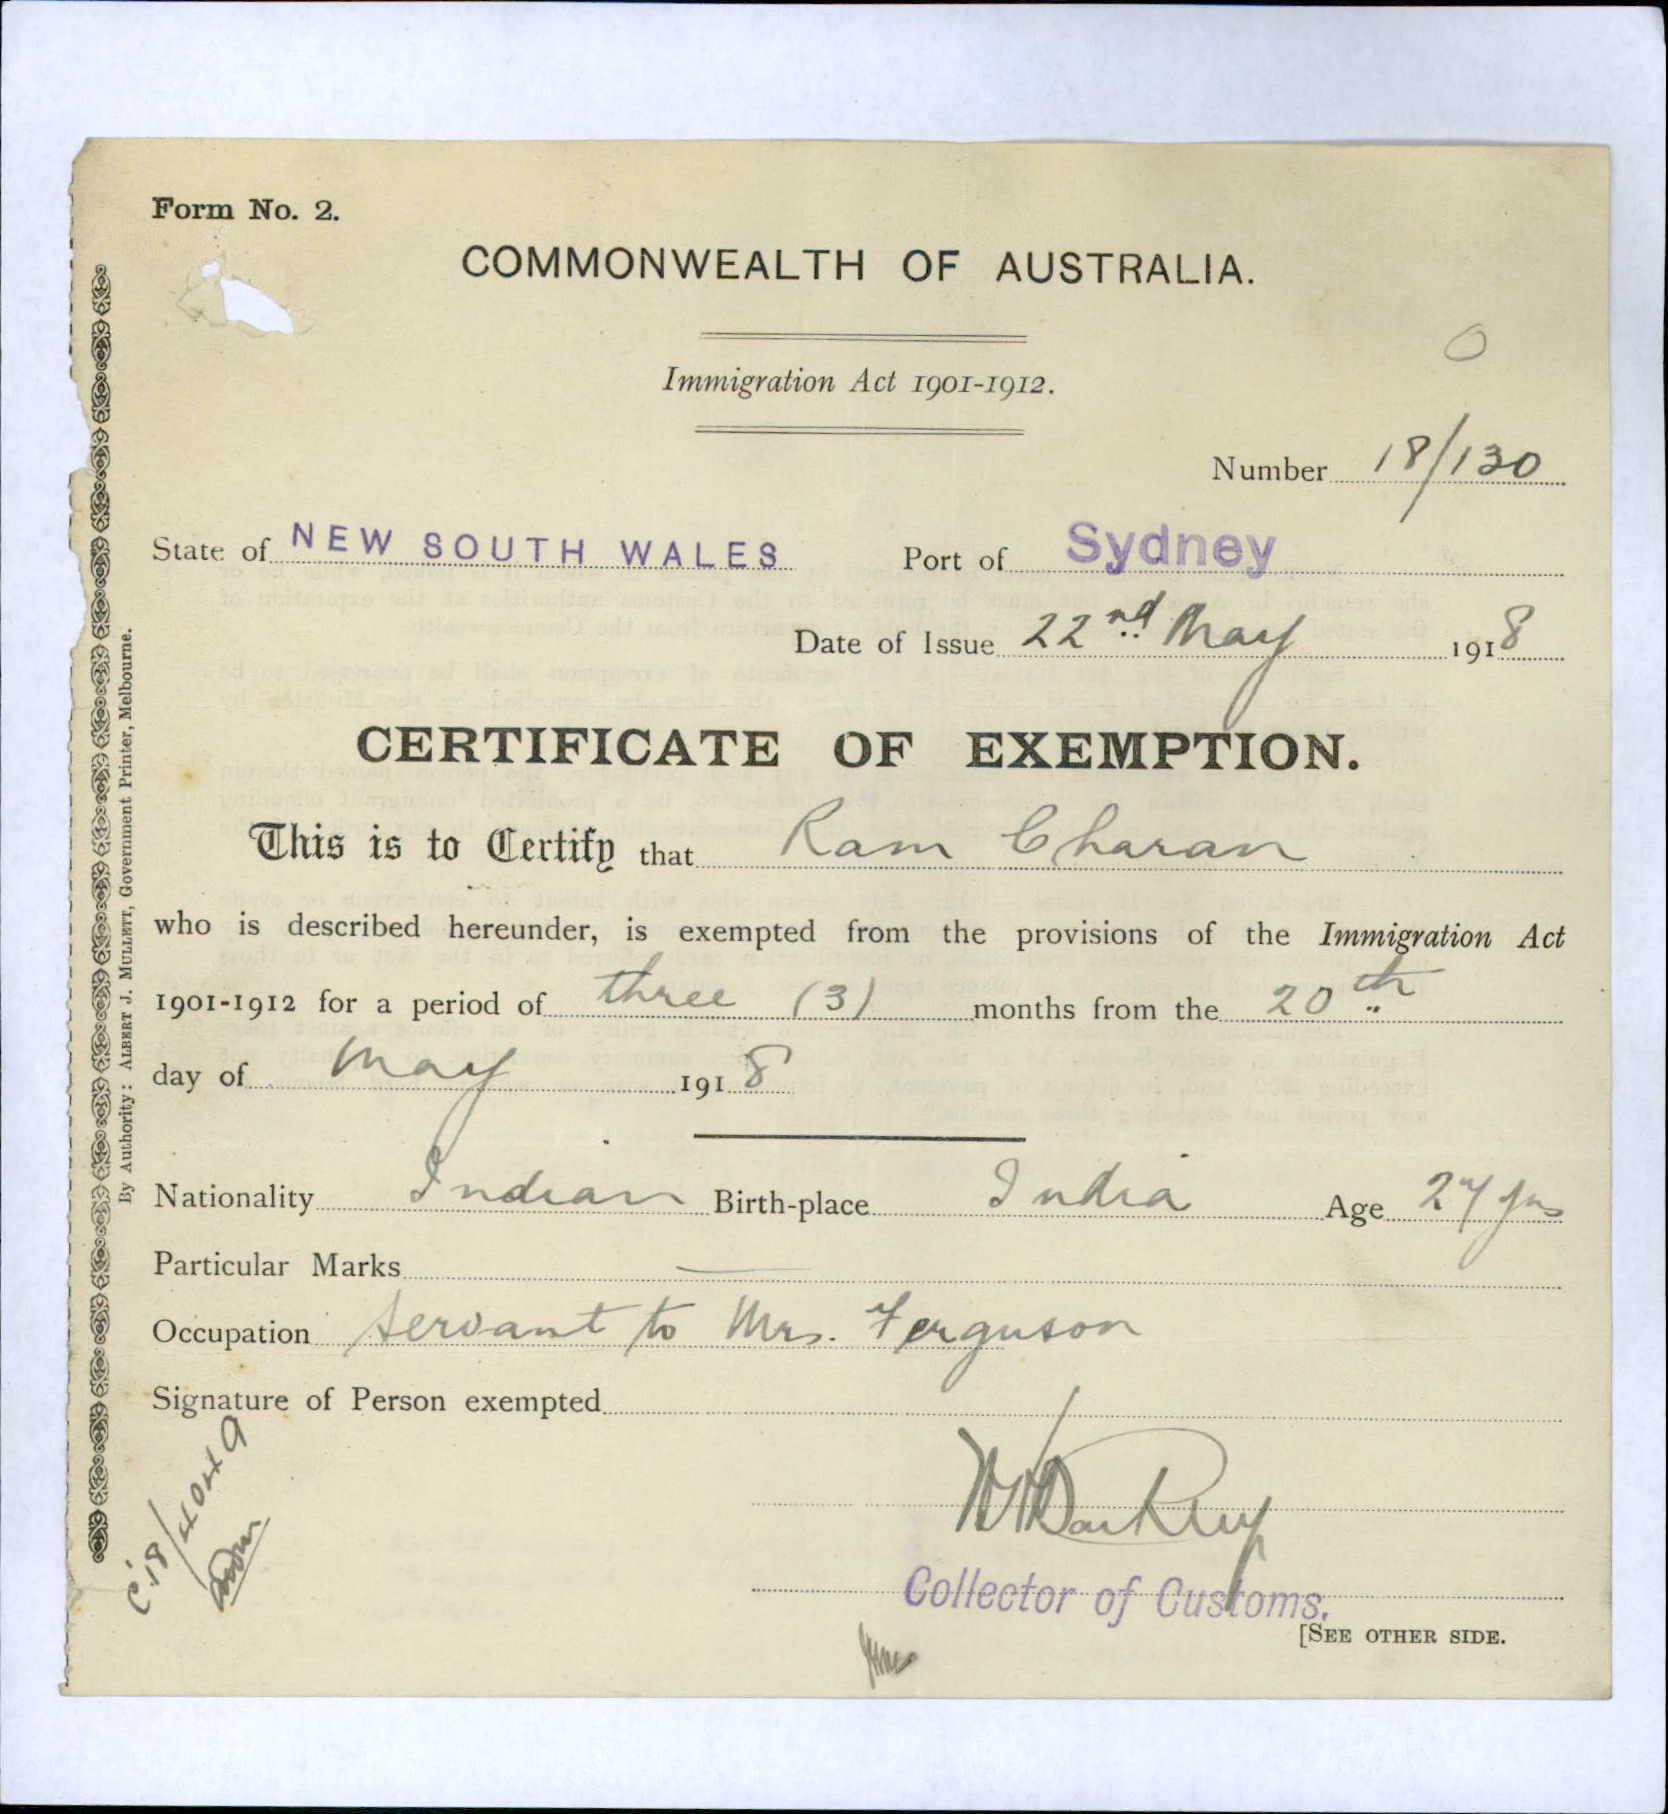 Form No. 2.
COMMONWEALTH OF AUSTRALIA.
O
Immigration Act 1901-1912.
Number 18/130
State of NEW SOUTH WALES Port of Sydney
Date of Issue 22nd May 1918
CERTIFICATE OF EXEMPTION.
This is to Certify that Ram Charan
who is described hereunder, is exempted from the provisions of the Immigration Act
1901-1912 for a period of three (3) months from the 20th
day of May 1918
Nationality Indian Birth-place India Age 27 yrs
Particular Marks —
Occupation servant to Mrs. Ferguson
Signature of Person exempted
Collector of Customs.
[SEE OTHER SIDE.
C.18/4049
By Authority: ALBERT J. MULLETT, Government Printer, Melbourne.